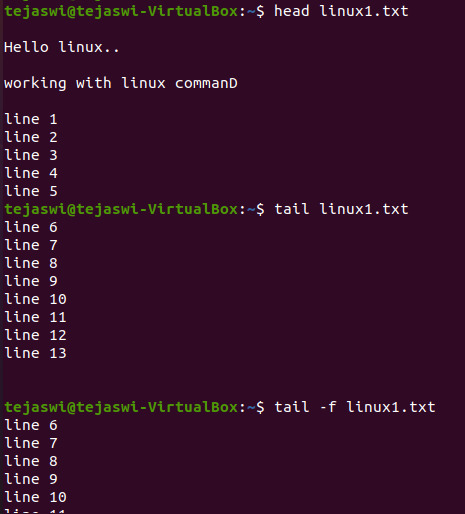 tejaswi@tejaswi-VirtualBox:~$ head linux1.txt
Hello linux..
working with linux commanD
line 1
line 2
line 3
line 4
line 5
tejaswi@tejaswi-VirtualBox:~$ tail linux1.txt
line 6
line 7
line 8
line 9
line 10
line 11
line 12
line 13
tejaswi@tejaswi-VirtualBox:~$ tail -f linux1.txt
line 6
line 7
line 8
line 9
line 10